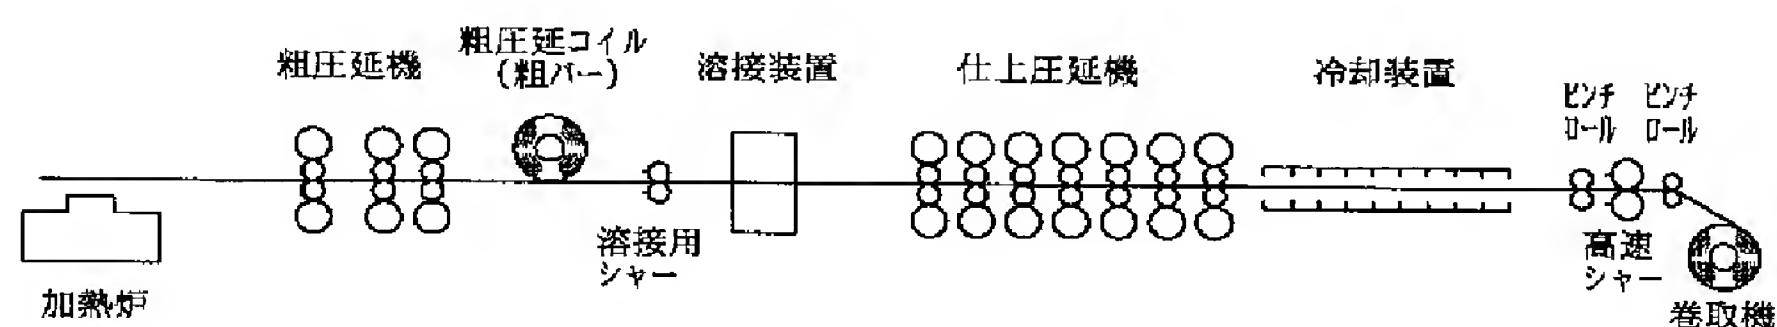 粗圧延機
粗圧延コイル
(粗バー)
溶接装置
仕上圧延機
冷却装置
ピンチ
ロール
ピンチ
ロール
溶接用
シャー
高速
シャー
加熱炉
巻取機